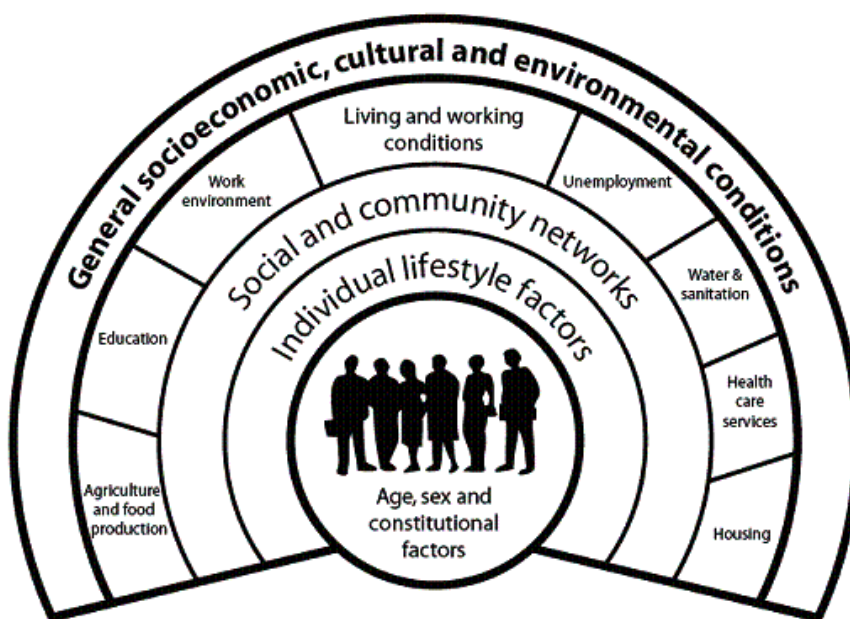 General socioeconomic, cultural and environmental conditions
Living and working
conditions
Work
environment
Unemployment
Education
Water &
sanitation
Agriculture
and food
production
Health
care
services
Housing
Social and community networks
Individual lifestyle factors
Age, sex and
constitutional
factors